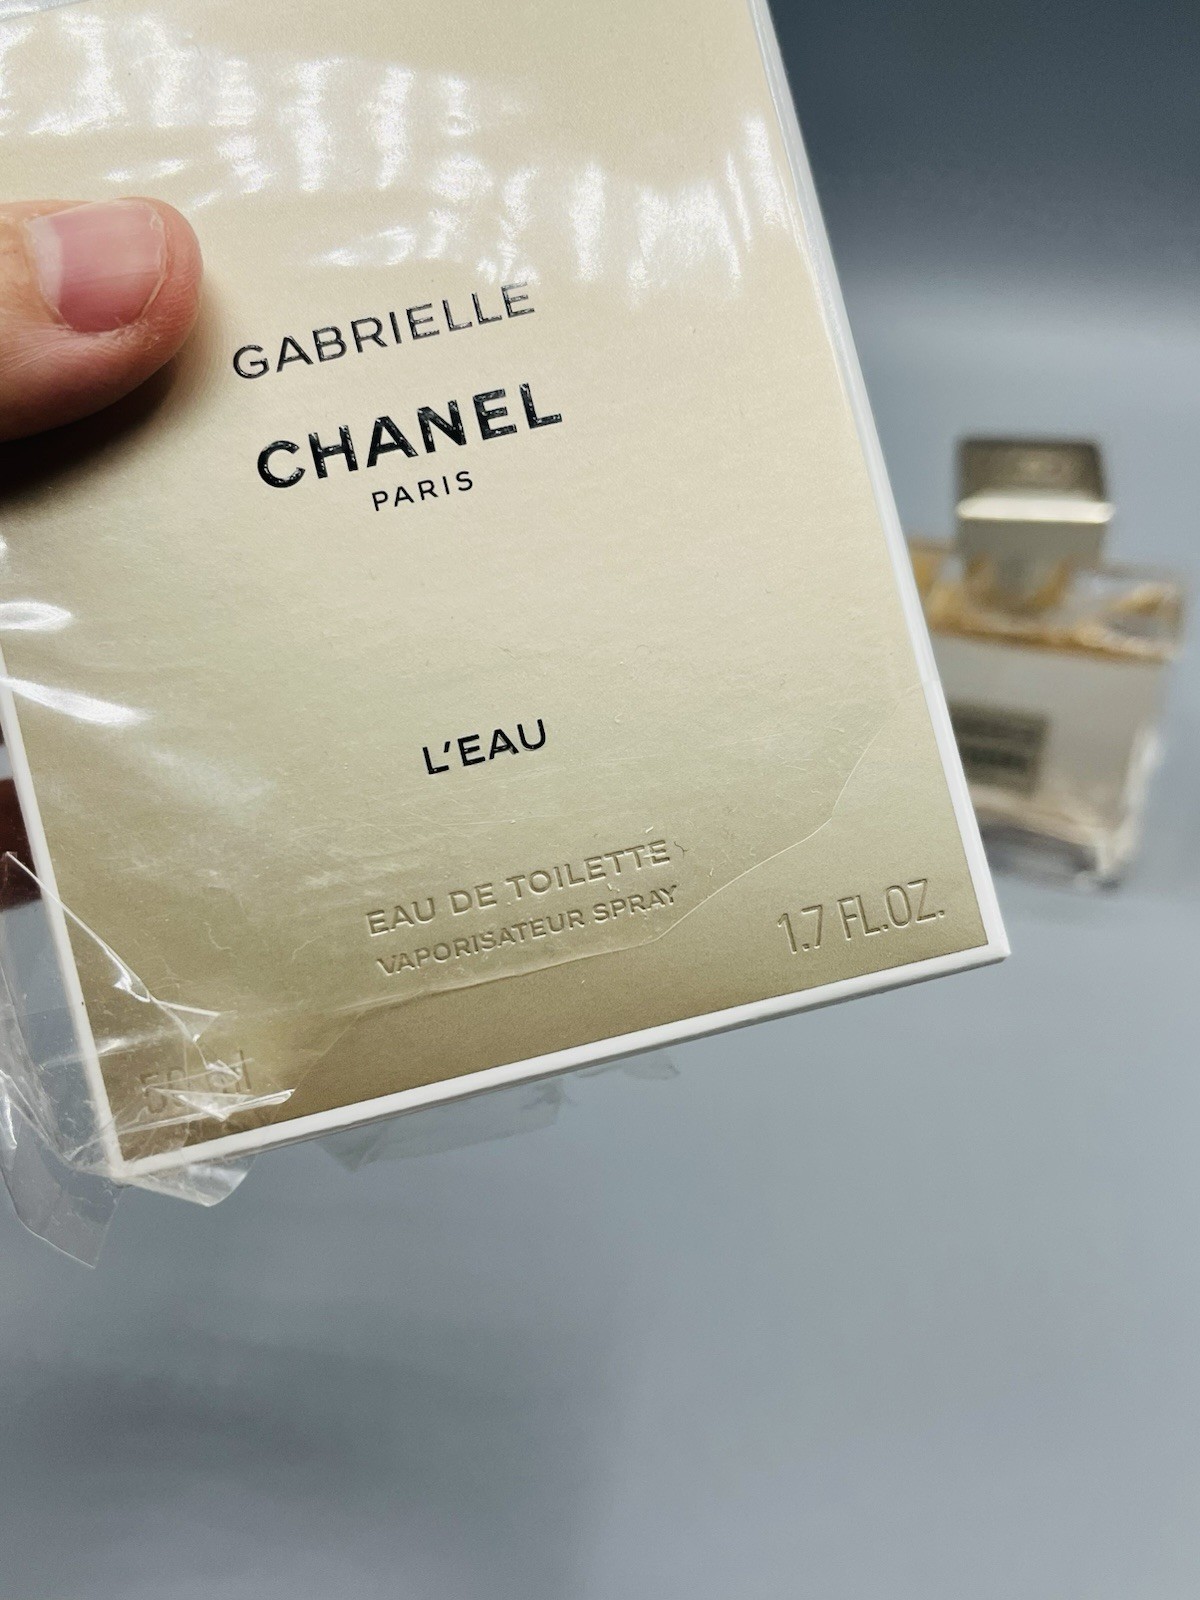 GABRIELLE
CHANEL
PARIS
L'EAU
EAU DE TOILETTE
VAPORISATEUR SPRAY
1.7 FL.OZ.